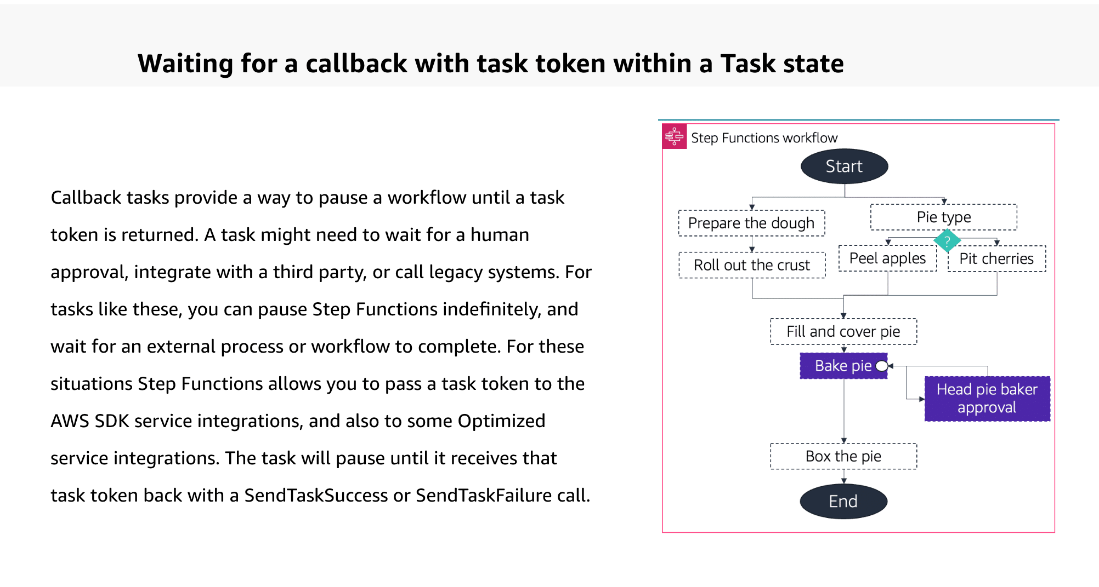 Waiting for a callback with task token within a Task state
Callback tasks provide a way to pause a workflow until a task
token is returned. A task might need to wait for a human
approval, integrate with a third party, or call legacy systems. For
tasks like these, you can pause Step Functions indefinitely, and
wait for an external process or workflow to complete. For these
situations Step Functions allows you to pass a task token to the
AWS SDK service integrations, and also to some Optimized
service integrations. The task will pause until it receives that
task token back with a SendTaskSuccess or SendTaskFailure call.
Step Functions workflow
Start
Prepare the dough
Pie type
?
Roll out the crust
Peel apples
Pit cherries
Fill and cover pie
Bake pie
Head pie baker
approval
Box the pie
End